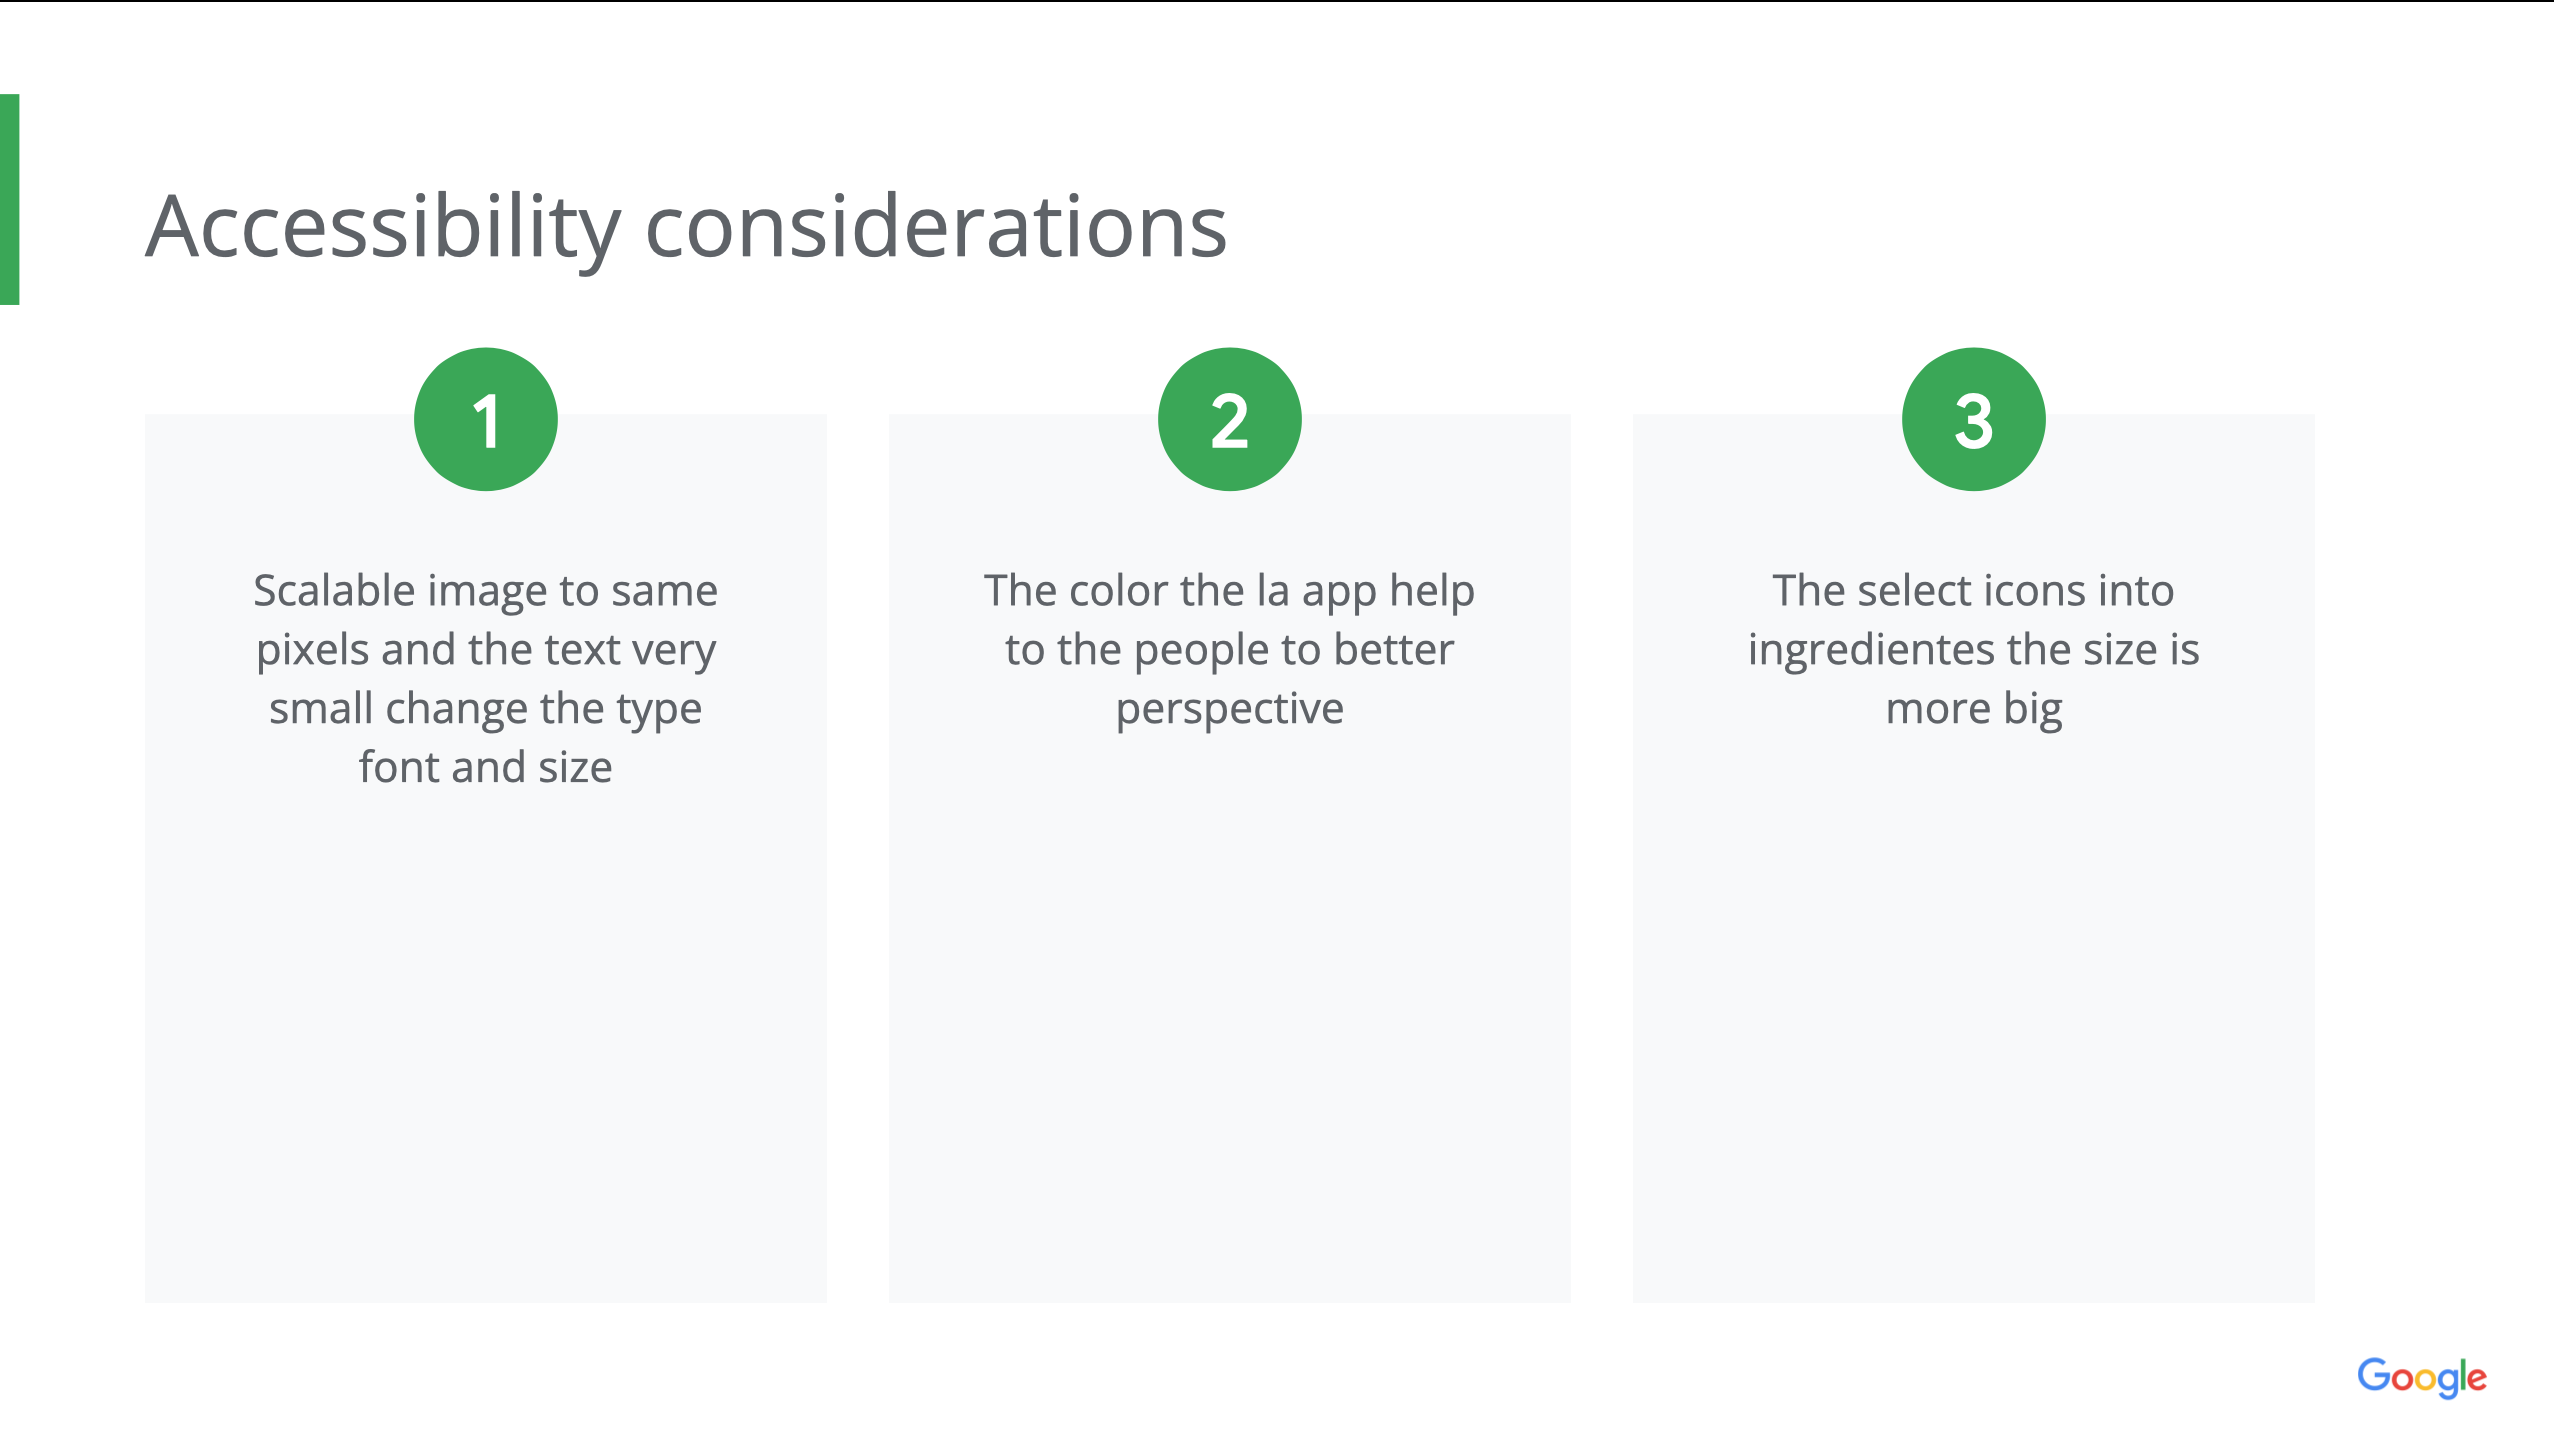 Accessibility considerations
1
Scalable image to same
pixels and the text very
small change the type
font and size
2
The color the la app help
to the people to better
perspective
3
The select icons into
ingredientes the size is
more big
Google